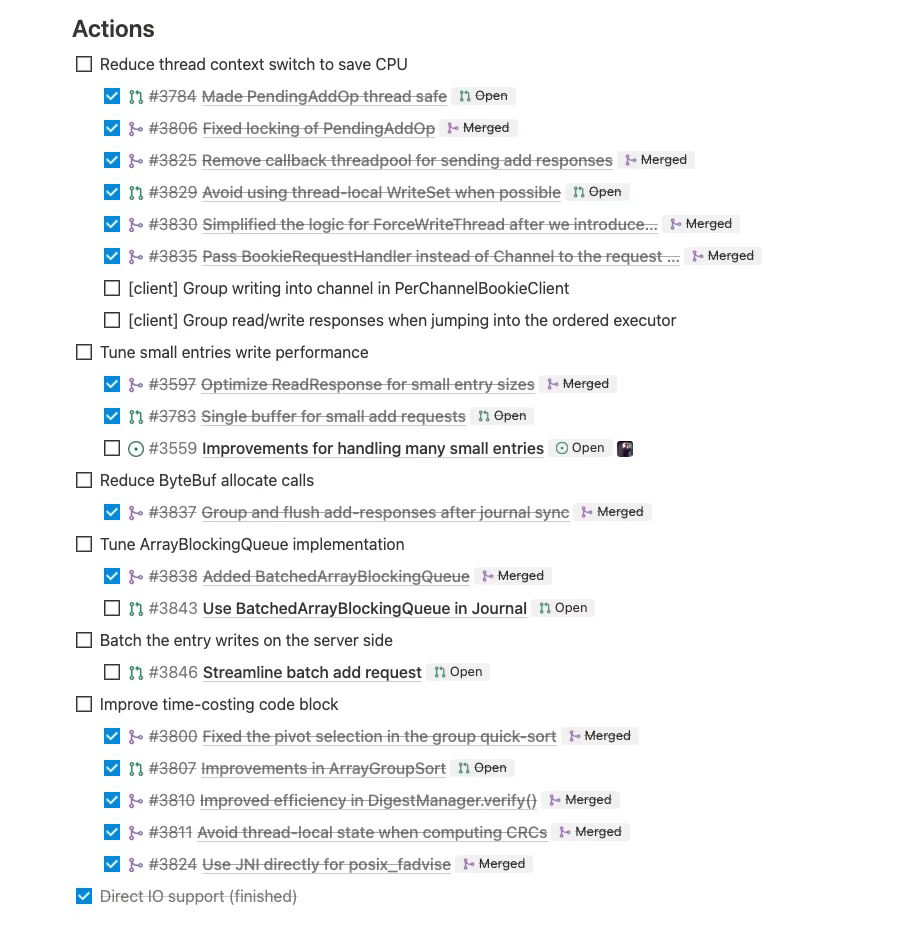 Actions
Reduce thread context switch to save CPU
#3784 Made PendingAddOp thread safe Open
#3806 Fixed locking of PendingAddOp Merged
#3825 Remove callback threadpool for sending add responses Merged
#3829 Avoid using thread-local WriteSet when possible Open
#3830 Simplified the logic for ForceWriteThread after we introduce... Merged
#3835 Pass BookieRequestHandler instead of Channel to the request ... Merged
[client] Group writing into channel in PerChannelBookieClient
[client] Group read/write responses when jumping into the ordered executor
Tune small entries write performance
#3597 Optimize ReadResponse for small entry sizes Merged
#3783 Single buffer for small add requests Open
#3559 Improvements for handling many small entries Open
Reduce ByteBuf allocate calls
#3837 Group and flush add-responses after journal sync Merged
Tune ArrayBlockingQueue implementation
#3838 Added BatchedArrayBlockingQueue Merged
#3843 Use BatchedArrayBlockingQueue in Journal Open
Batch the entry writes on the server side
#3846 Streamline batch add request Open
Improve time-costing code block
#3800 Fixed the pivot selection in the group quick-sort Merged
#3807 Improvements in ArrayGroupSort Open
#3810 Improved efficiency in DigestManager.verify() Merged
#3811 Avoid thread-local state when computing CRCs Merged
#3824 Use JNI directly for posix_fadvise Merged
Direct IO support (finished)